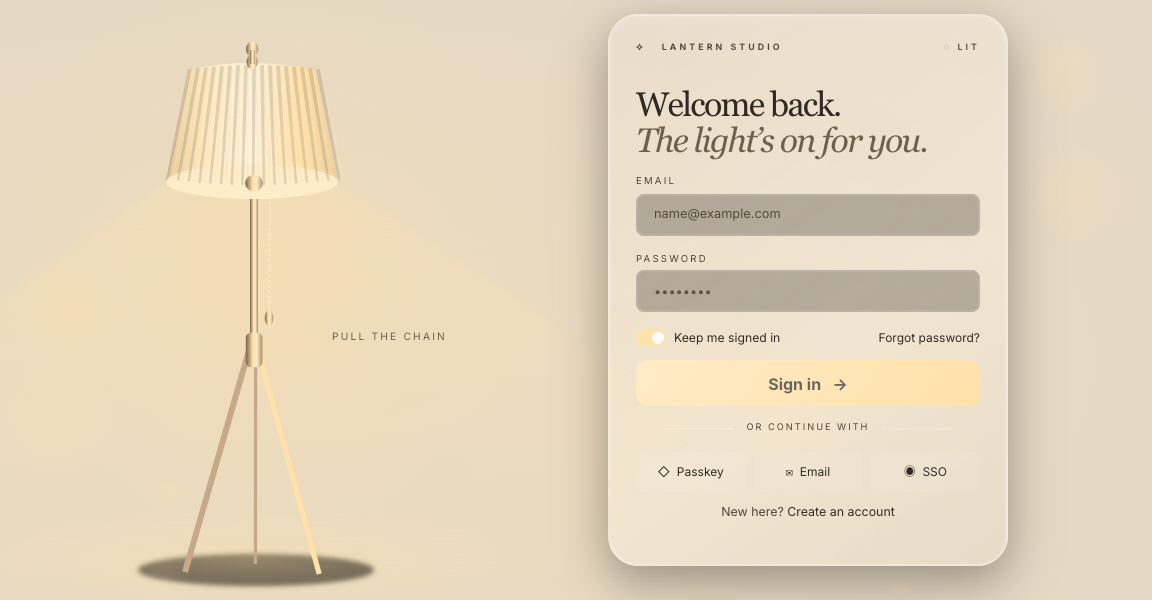 LANTERN STUDIO
LIT
Welcome back.
The light’s on for you.
EMAIL
name@example.com
PASSWORD
••••••••
PULL THE CHAIN
Keep me signed in
Forgot password?
Sign in →
OR CONTINUE WITH
Passkey
Email
SSO
New here? Create an account